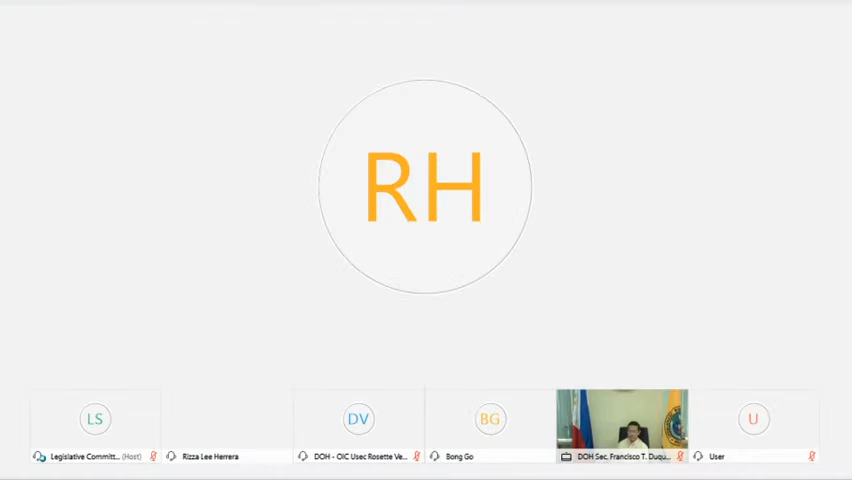 RH
LS
DV
BG
U
Legislative Committ... (Host)
Rizza Lee Herrera
DOH - OIC Usec Rosette Ve...
Bong Go
DOH Sec. Francisco T. Duqu...
User